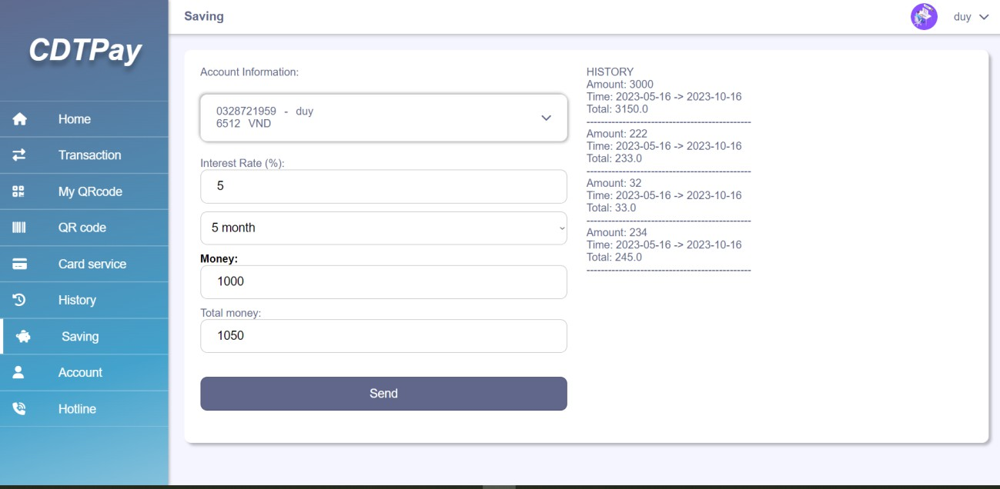 CDTPay
Home
Transaction
My QRcode
QR code
Card service
History
Saving
Account
Hotline
Saving
duy
Account Information:
0328721959 - duy
6512 VND
Interest Rate (%):
5
5 month
Money:
1000
Total money:
1050
Send
HISTORY
Amount: 3000
Time: 2023-05-16 -> 2023-10-16
Total: 3150.0
----------------------------------------------
Amount: 222
Time: 2023-05-16 -> 2023-10-16
Total: 233.0
----------------------------------------------
Amount: 32
Time: 2023-05-16 -> 2023-10-16
Total: 33.0
----------------------------------------------
Amount: 234
Time: 2023-05-16 -> 2023-10-16
Total: 245.0
----------------------------------------------